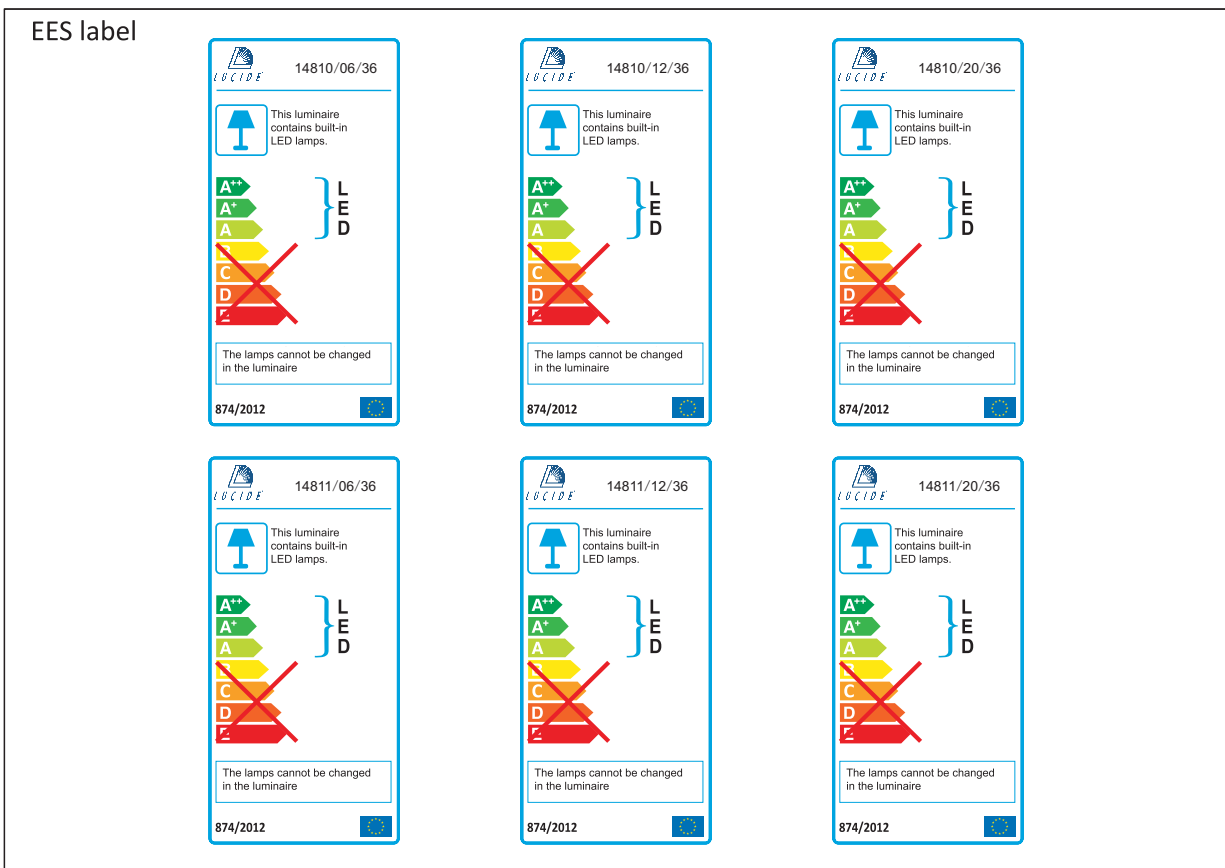 EES label
LUCIDE 14810/06/36
This luminaire
contains built-in
LED lamps.
A++
A+
A
B
C
D
E
L
E
D
The lamps cannot be changed
in the luminaire
874/2012
LUCIDE 14810/12/36
This luminaire
contains built-in
LED lamps.
A++
A+
A
B
C
D
E
L
E
D
The lamps cannot be changed
in the luminaire
874/2012
LUCIDE 14810/20/36
This luminaire
contains built-in
LED lamps.
A++
A+
A
B
C
D
E
L
E
D
The lamps cannot be changed
in the luminaire
874/2012
LUCIDE 14811/06/36
This luminaire
contains built-in
LED lamps.
A++
A+
A
B
C
D
E
L
E
D
The lamps cannot be changed
in the luminaire
874/2012
LUCIDE 14811/12/36
This luminaire
contains built-in
LED lamps.
A++
A+
A
B
C
D
E
L
E
D
The lamps cannot be changed
in the luminaire
874/2012
LUCIDE 14811/20/36
This luminaire
contains built-in
LED lamps.
A++
A+
A
B
C
D
E
L
E
D
The lamps cannot be changed
in the luminaire
874/2012